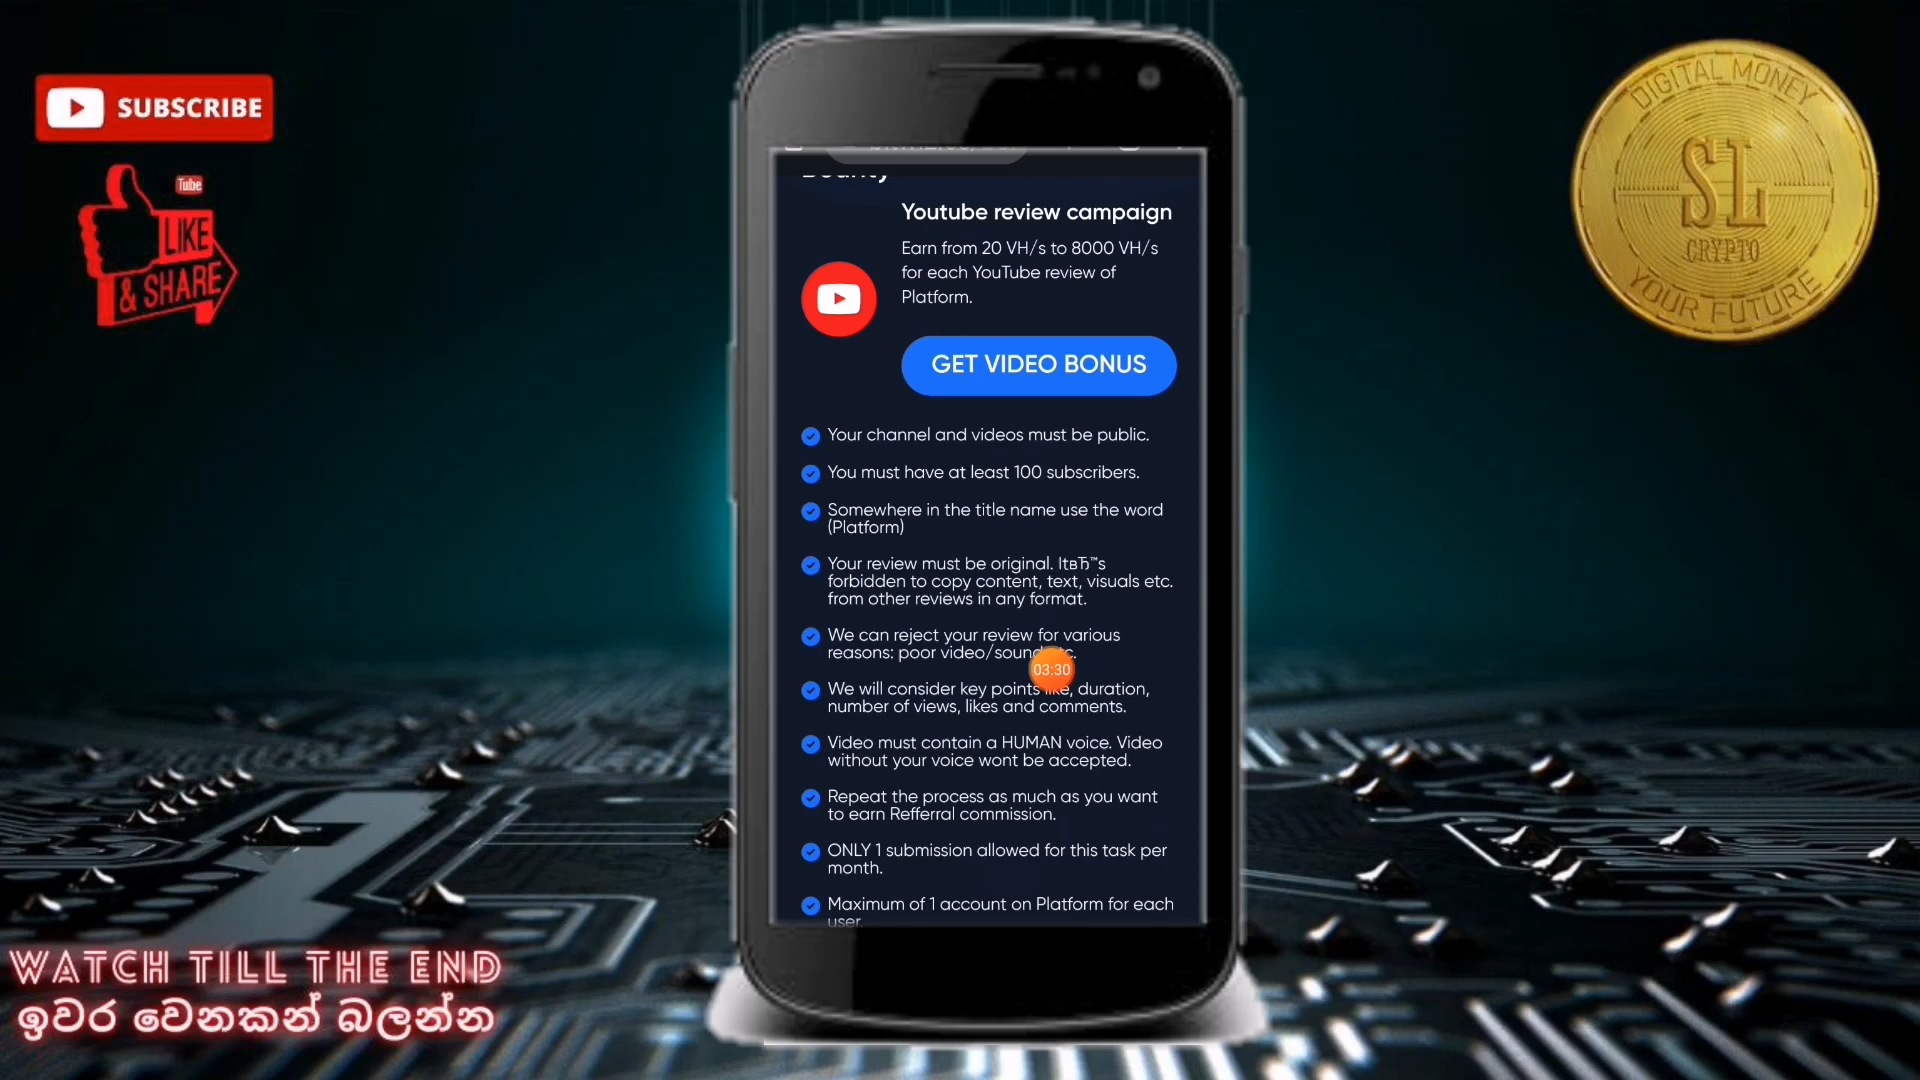 SUBSCRIBE
Tube
LIKE
& SHARE
DIGITAL MONEY
SL
CRYPTO
YOUR FUTURE
Bounty
Youtube review campaign
Earn from 20 VH/s to 8000 VH/s
for each YouTube review of
Platform.
GET VIDEO BONUS
Your channel and videos must be public.
You must have at least 100 subscribers.
Somewhere in the title name use the word
(Platform)
Your review must be original. Itвђ™s
forbidden to copy content, text, visuals etc.
from other reviews in any format.
We can reject your review for various
reasons: poor video/sound etc.
03:30
We will consider key points like, duration,
number of views, likes and comments.
Video must contain a HUMAN voice. Video
without your voice wont be accepted.
Repeat the process as much as you want
to earn Refferral commission.
ONLY 1 submission allowed for this task per
month.
Maximum of 1 account on Platform for each
user.
WATCH TILL THE END
ඉවර වෙනකන් බලන්න